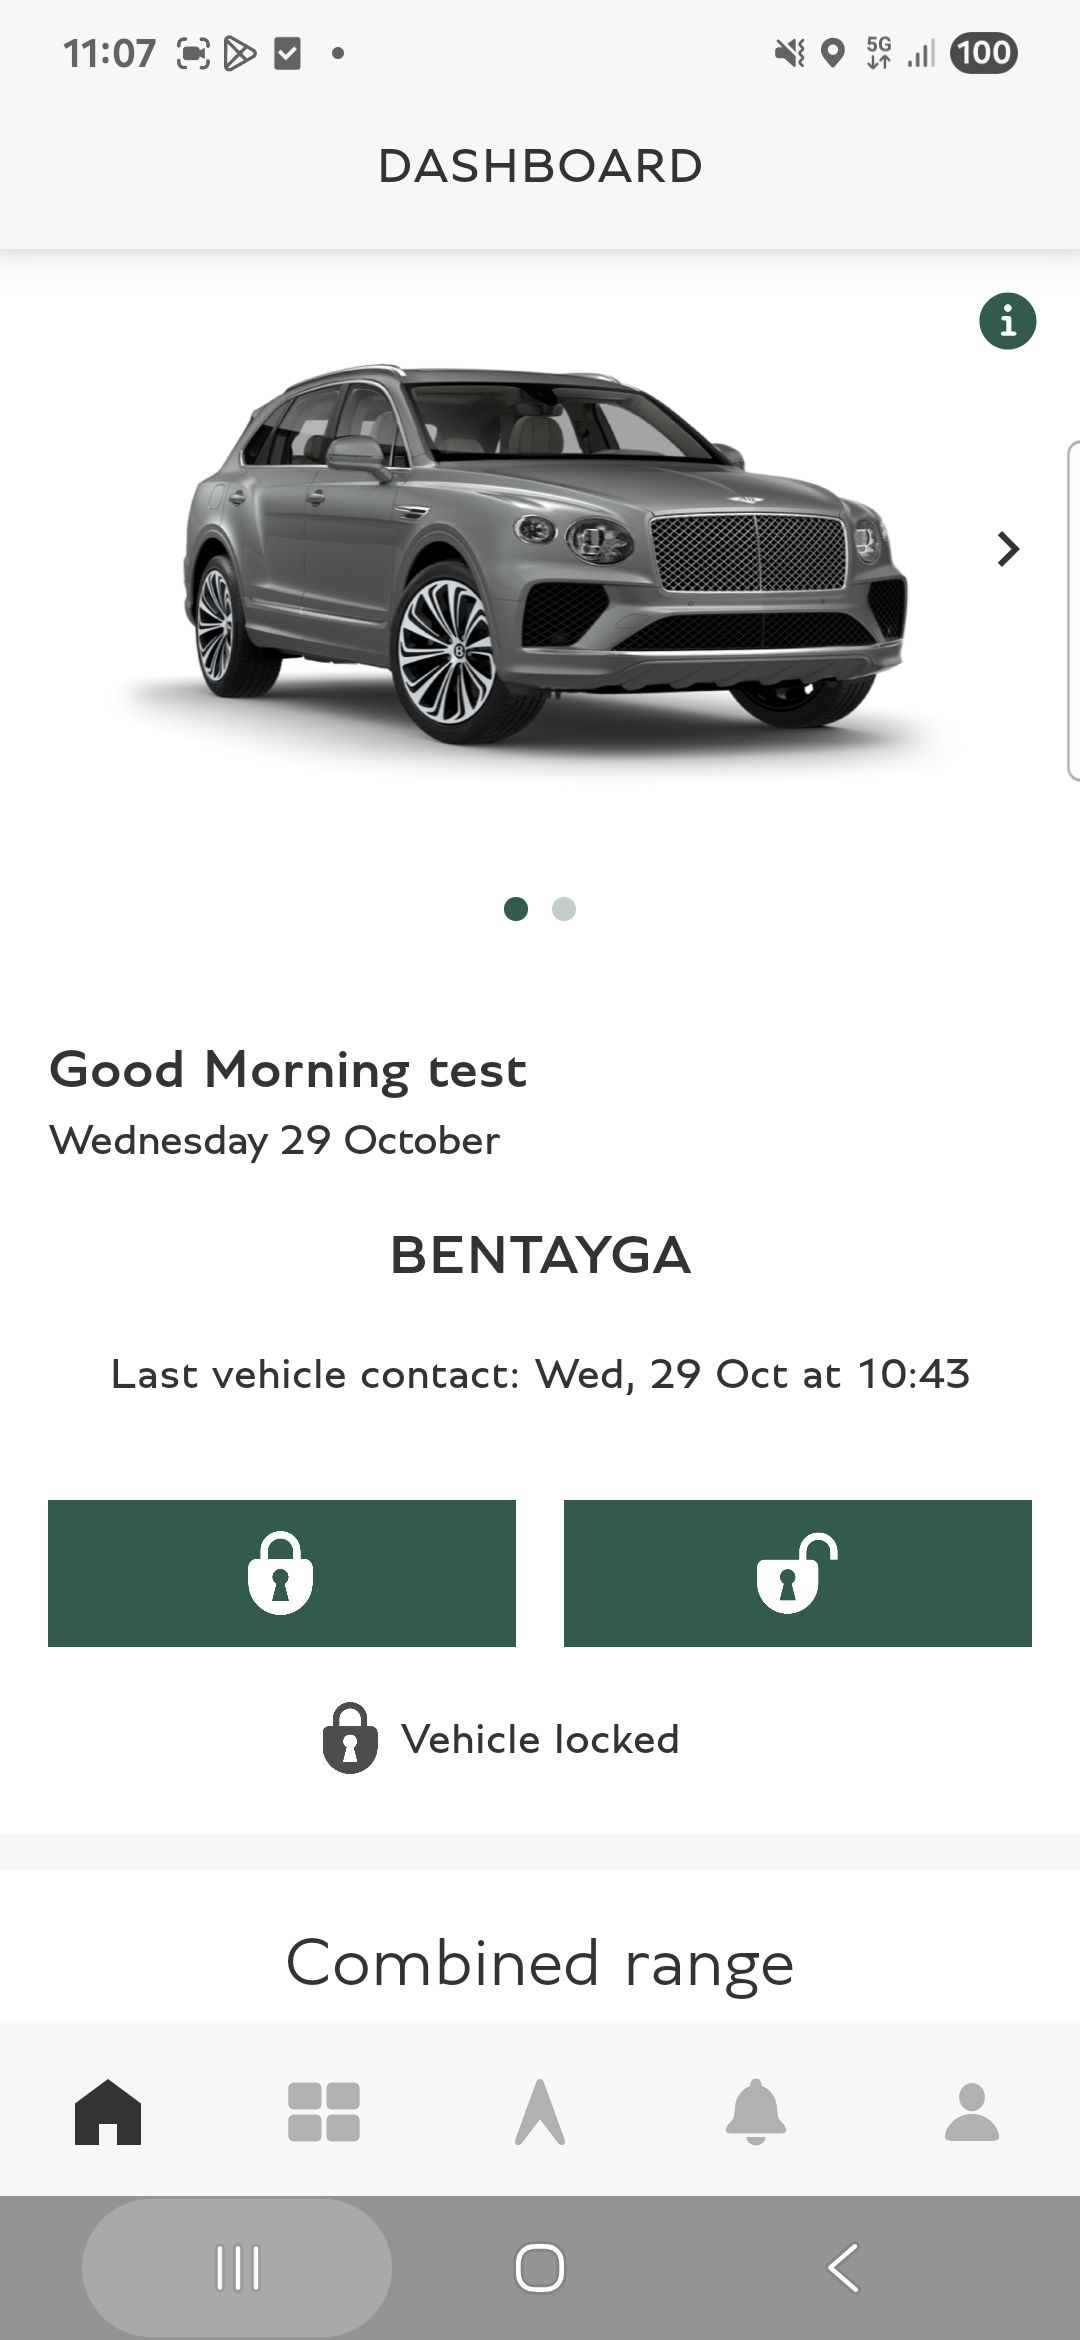 11:07 5G 100
DASHBOARD
Good Morning test
Wednesday 29 October
BENTAYGA
Last vehicle contact: Wed, 29 Oct at 10:43
Vehicle locked
Combined range